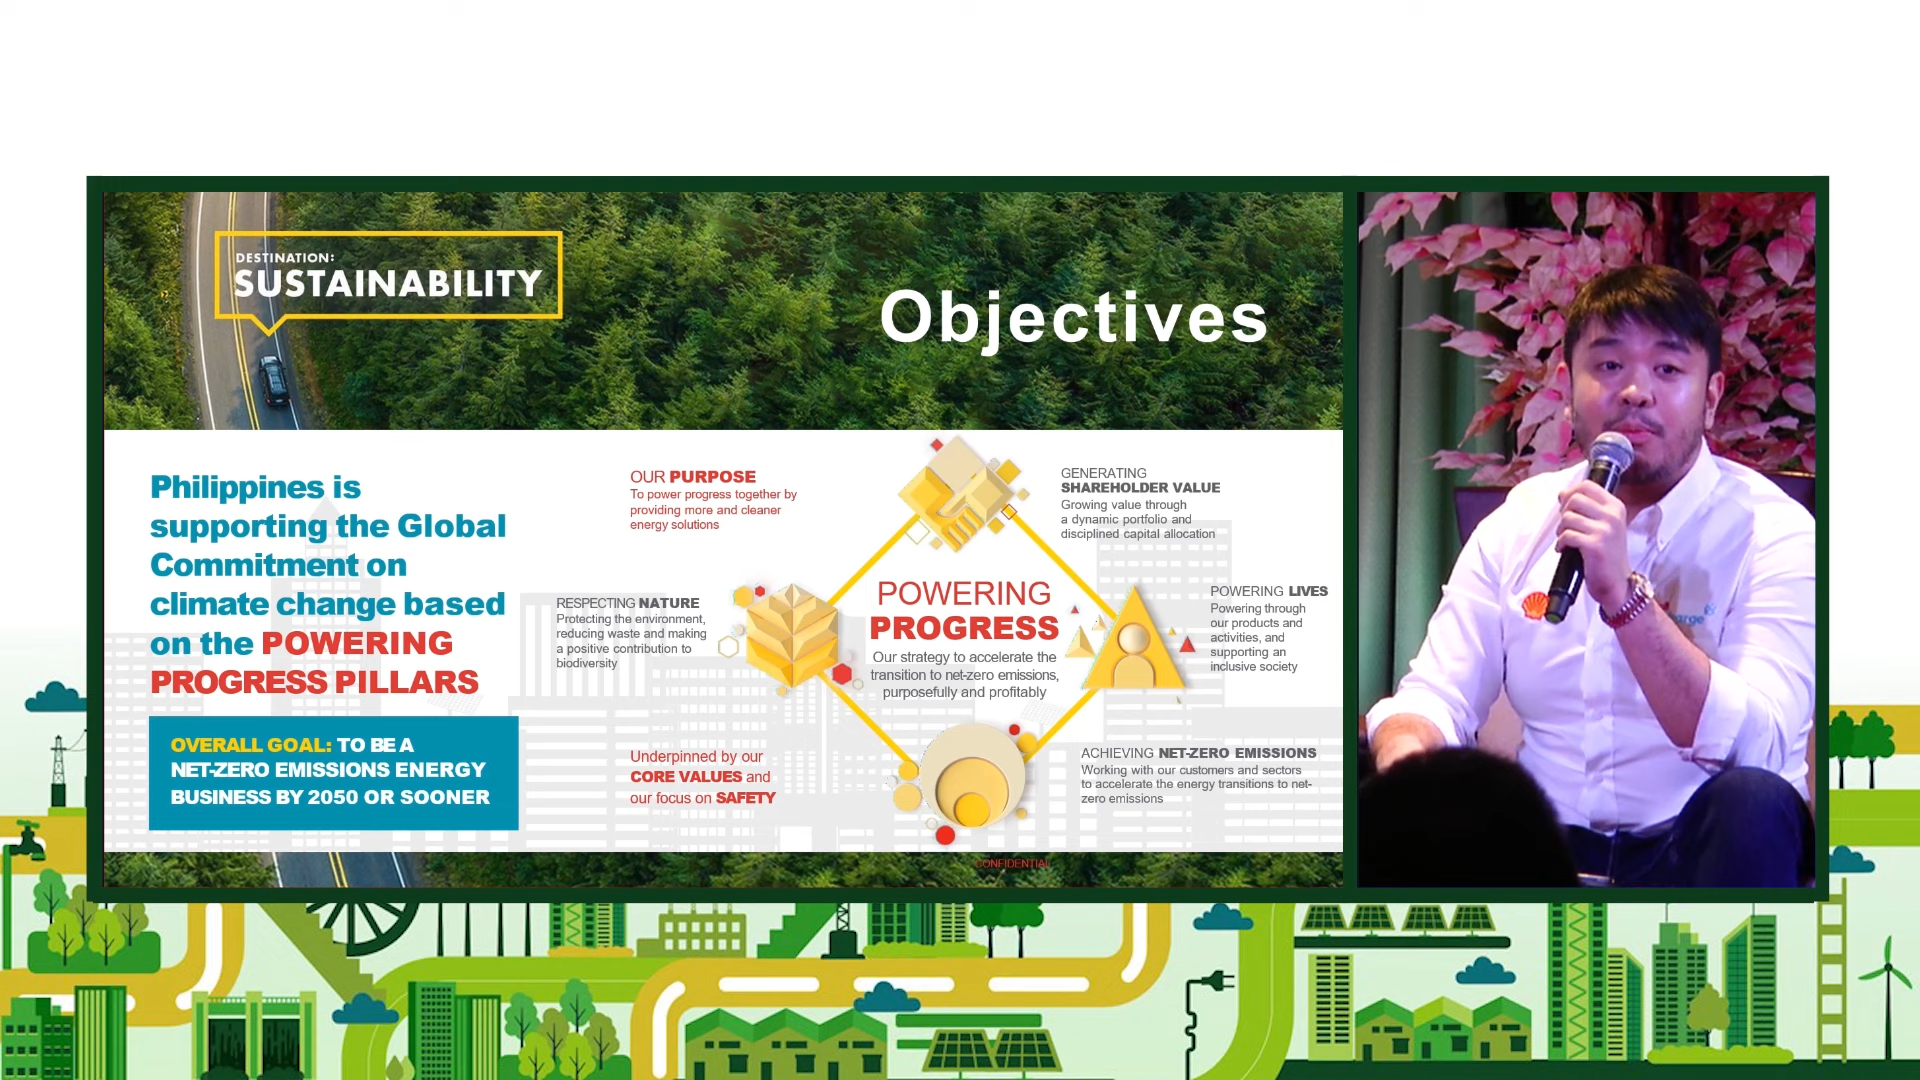 DESTINATION:
SUSTAINABILITY
Objectives
Philippines is
supporting the Global
Commitment on
climate change based
on the POWERING
PROGRESS PILLARS
OVERALL GOAL: TO BE A
NET-ZERO EMISSIONS ENERGY
BUSINESS BY 2050 OR SOONER
OUR PURPOSE
To power progress together by
providing more and cleaner
energy solutions
GENERATING
SHAREHOLDER VALUE
Growing value through
a dynamic portfolio and
disciplined capital allocation
RESPECTING NATURE
Protecting the environment,
reducing waste and making
a positive contribution to
biodiversity
POWERING
PROGRESS
Our strategy to accelerate the
transition to net-zero emissions,
purposefully and profitably
POWERING LIVES
Powering through
our products and
activities, and
supporting an
inclusive society
Underpinned by our
CORE VALUES and
our focus on SAFETY
ACHIEVING NET-ZERO EMISSIONS
Working with our customers and sectors
to accelerate the energy transitions to net-
zero emissions
CONFIDENTIAL